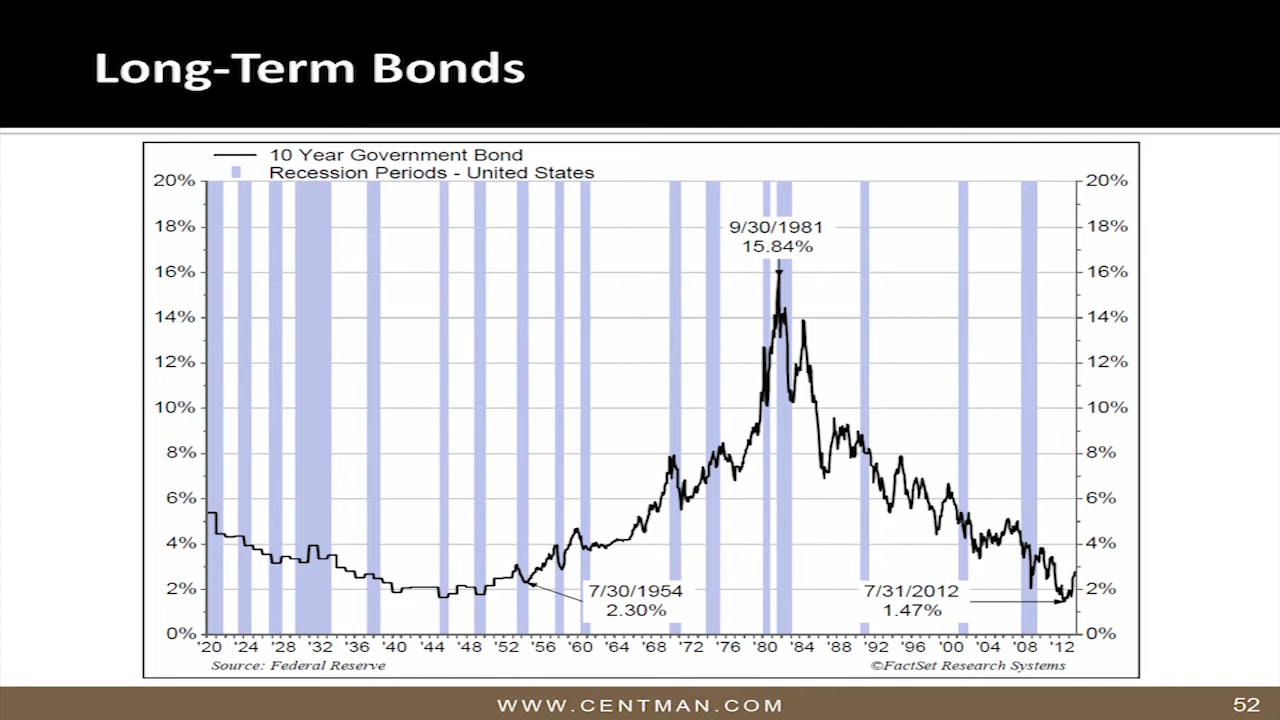 Long-Term Bonds
10 Year Government Bond
Recession Periods - United States
20% 20%
9/30/1981
18% 18%
15.84%
16% 16%
14% 14%
12% 12%
10% 10%
8% 8%
6% 6%
4% 4%
7/30/1954 7/31/2012
2% 2%
2.30% 1.47%
0% 0%
'20 '24 '28 '32 '36 '40 '44 '48 '52 '56 '60 '64 '68 '72 '76 '80 '84 '88 '92 '96 '00 '04 '08 '12
Source: Federal Reserve ©FactSet Research Systems
WWW.CENTMAN.COM 52